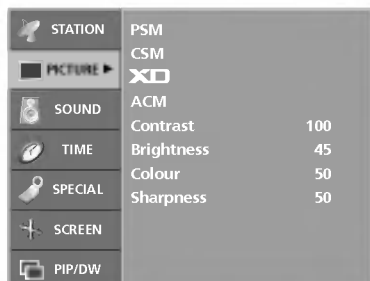 STATION
PICTURE ►
SOUND
TIME
SPECIAL
SCREEN
PIP/DW
PSM
CSM
XD
ACM
Contrast 100
Brightness 45
Colour 50
Sharpness 50